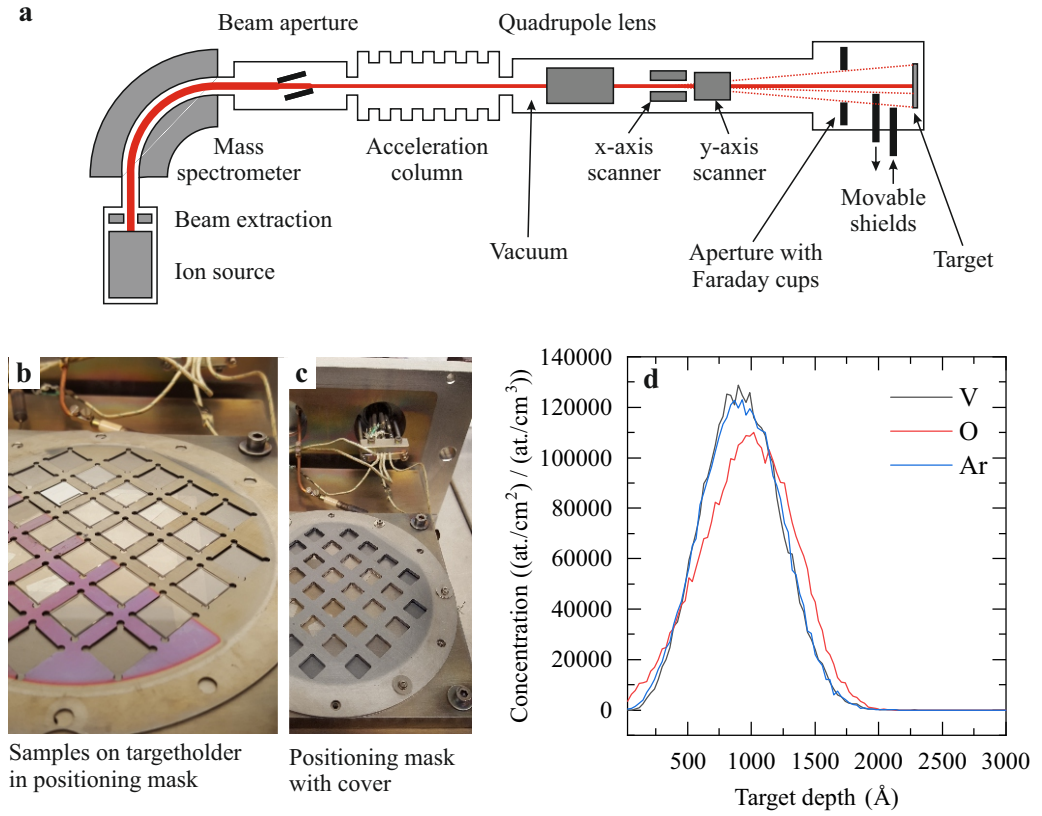 a
Beam aperture
Quadrupole lens
Mass
spectrometer
Acceleration
column
x-axis
scanner
y-axis
scanner
Beam extraction
Movable
shields
Vacuum
Aperture with
Faraday cups
Target
Ion source
b
c
Samples on targetholder
in positioning mask
Positioning mask
with cover
d
Concentration ((at./cm²) / (at./cm³))
140000
120000
100000
80000
60000
40000
20000
0
V
O
Ar
500 1000 1500 2000 2500 3000
Target depth (Å)